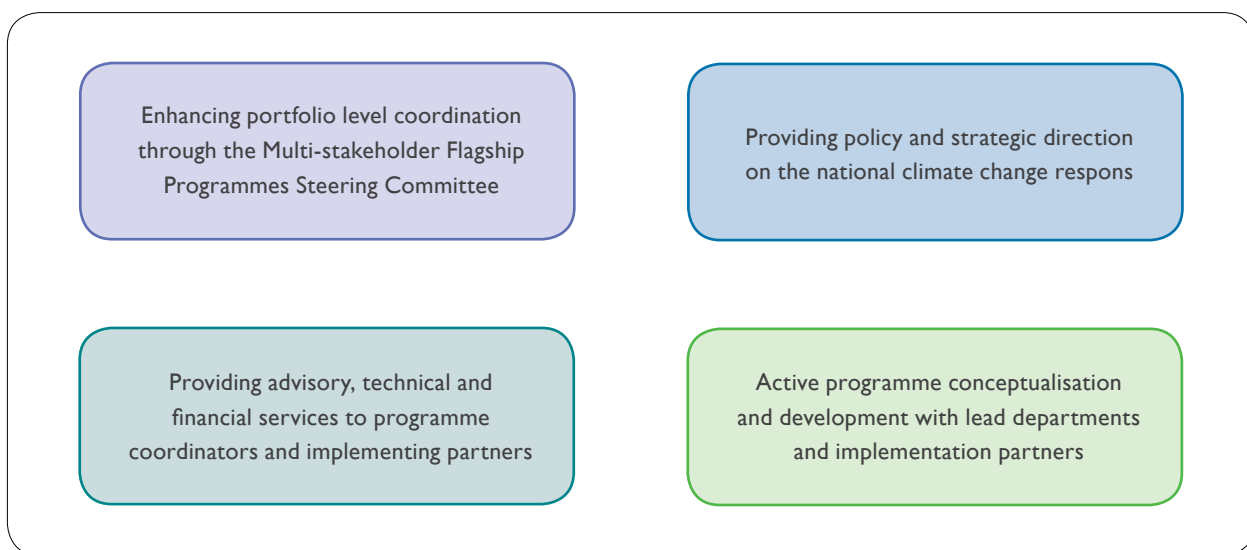 Enhancing portfolio level coordination
through the Multi-stakeholder Flagship
Programmes Steering Committee
Providing policy and strategic direction
on the national climate change respons
Providing advisory, technical and
financial services to programme
coordinators and implementing partners
Active programme conceptualisation
and development with lead departments
and implementation partners